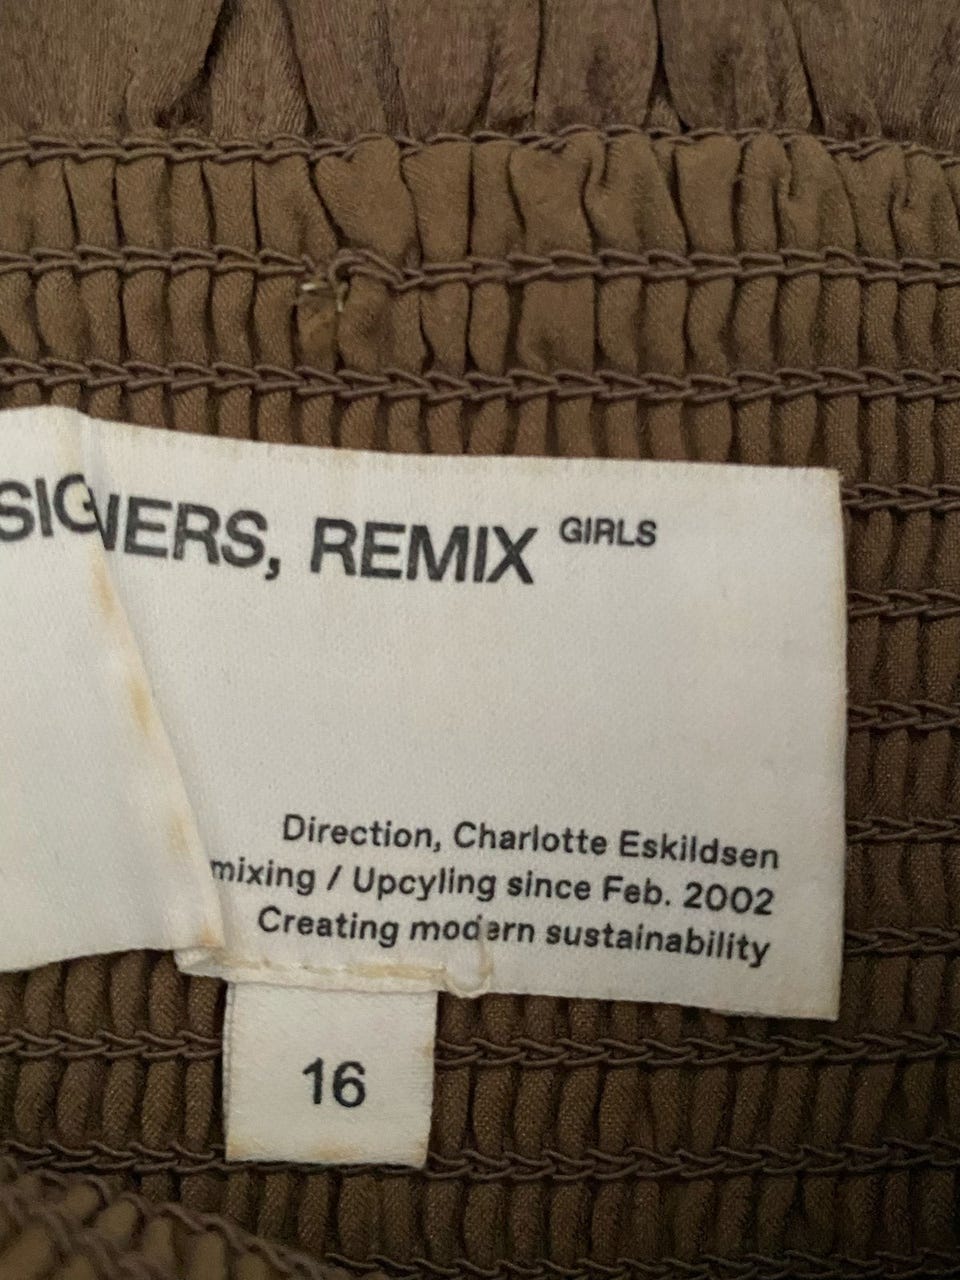 SIGNERS, REMIX GIRLS
Direction, Charlotte Eskildsen
mixing / Upcyling since Feb. 2002
Creating modern sustainability
16